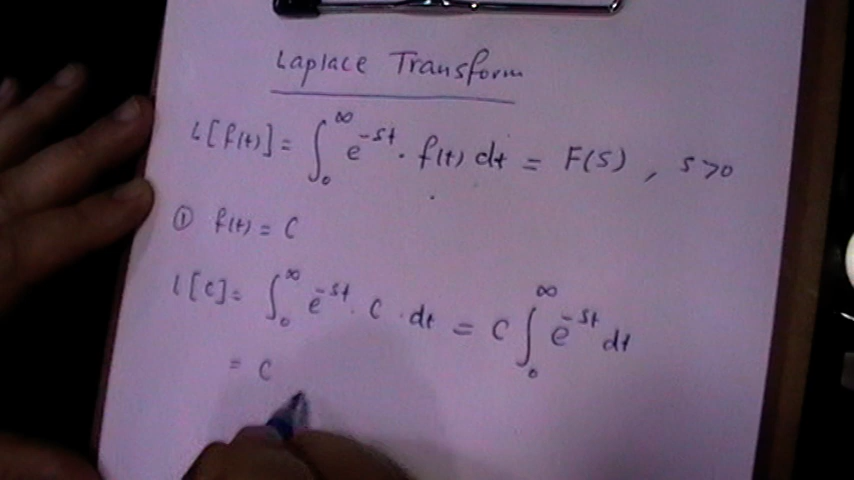 Laplace Transform
L[f(t)] = ∫₀^∞ e^{-st} · f(t) dt = F(s) , s>0
① f(t) = C
L[C] = ∫₀^∞ e^{-st} · C · dt = C ∫₀^∞ e^{-st} dt
= C